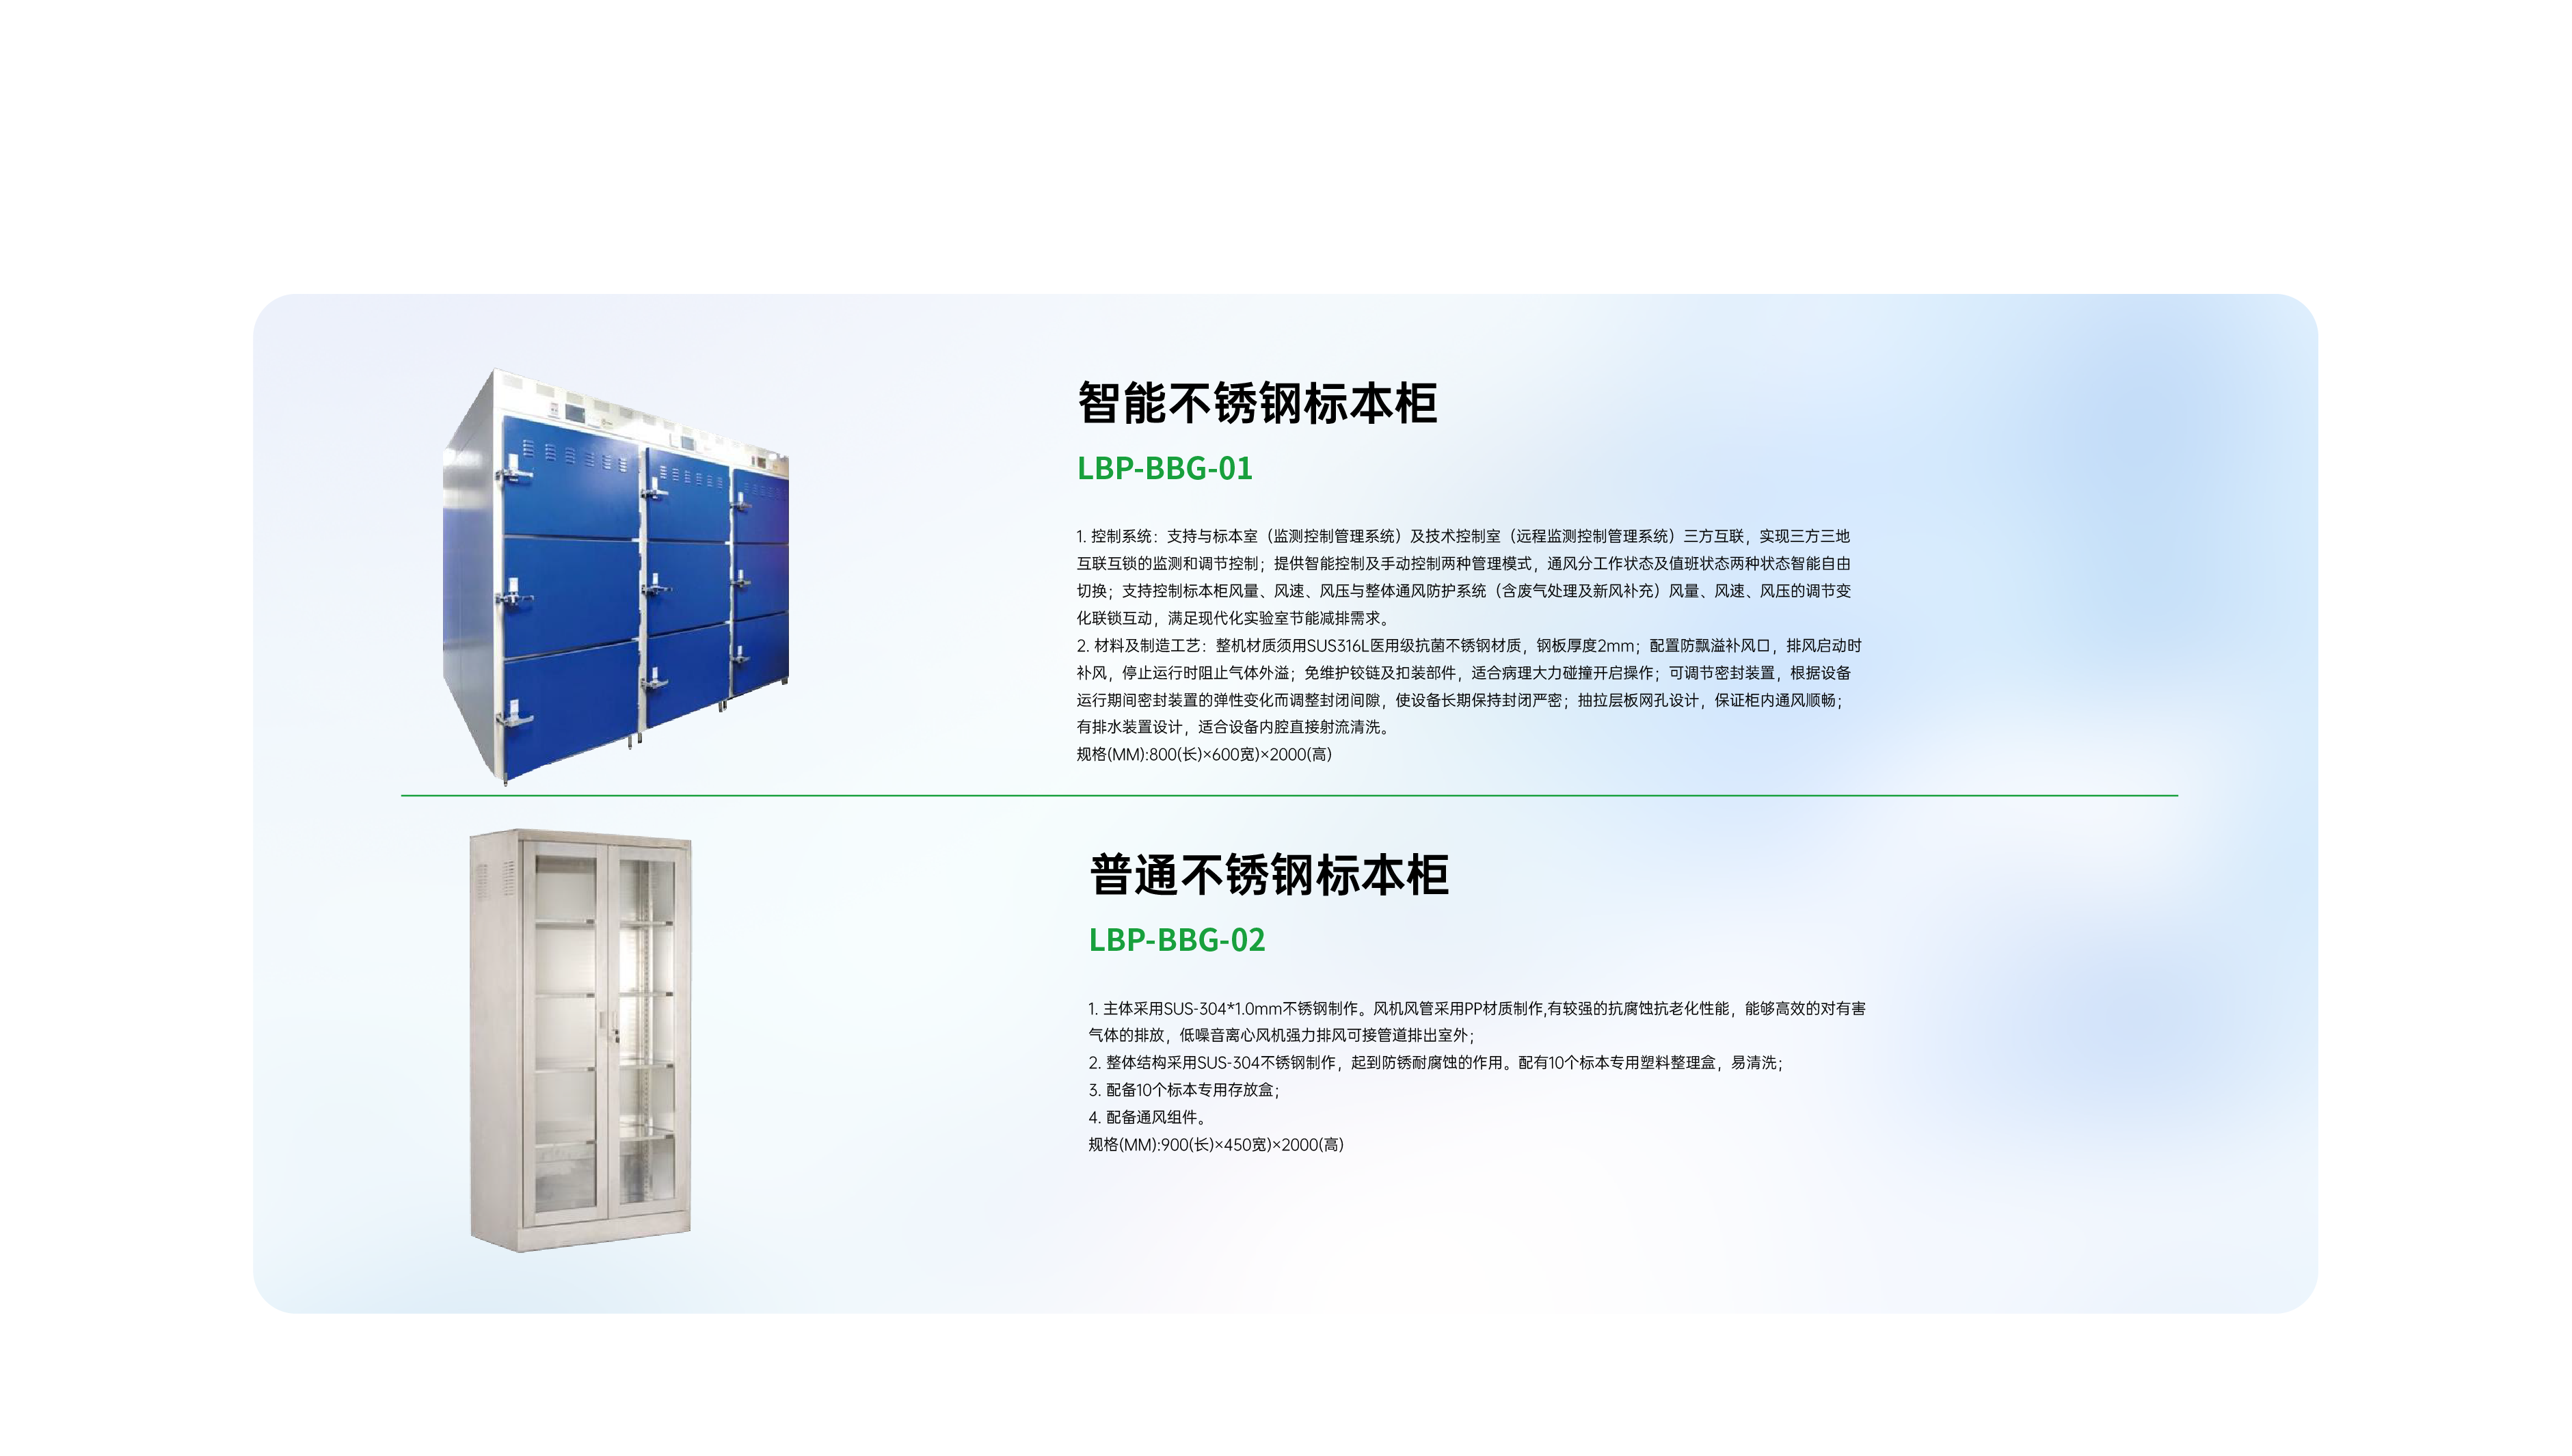 智能不锈钢标本柜
LBP-BBG-01
1. 控制系统：支持与标本室（监测控制管理系统）及技术控制室（远程监测控制管理系统）三方互联，实现三方三地
互联互锁的监测和调节控制；提供智能控制及手动控制两种管理模式，通风分工作状态及值班状态两种状态智能自由
切换；支持控制标本柜风量、风速、风压与整体通风防护系统（含废气处理及新风补充）风量、风速、风压的调节变
化联锁互动，满足现代化实验室节能减排需求。
2. 材料及制造工艺：整机材质须用SUS316L医用级抗菌不锈钢材质，钢板厚度2mm；配置防飘溢补风口，排风启动时
补风，停止运行时阻止气体外溢；免维护铰链及扣装部件，适合病理大力碰撞开启操作；可调节密封装置，根据设备
运行期间密封装置的弹性变化而调整封闭间隙，使设备长期保持封闭严密；抽拉层板网孔设计，保证柜内通风顺畅；
有排水装置设计，适合设备内腔直接射流清洗。
规格(MM):800(长)×600宽)×2000(高)
普通不锈钢标本柜
LBP-BBG-02
1. 主体采用SUS-304*1.0mm不锈钢制作。风机风管采用PP材质制作,有较强的抗腐蚀抗老化性能，能够高效的对有害
气体的排放，低噪音离心风机强力排风可接管道排出室外；
2. 整体结构采用SUS-304不锈钢制作，起到防锈耐腐蚀的作用。配有10个标本专用塑料整理盒，易清洗；
3. 配备10个标本专用存放盒；
4. 配备通风组件。
规格(MM):900(长)×450宽)×2000(高)